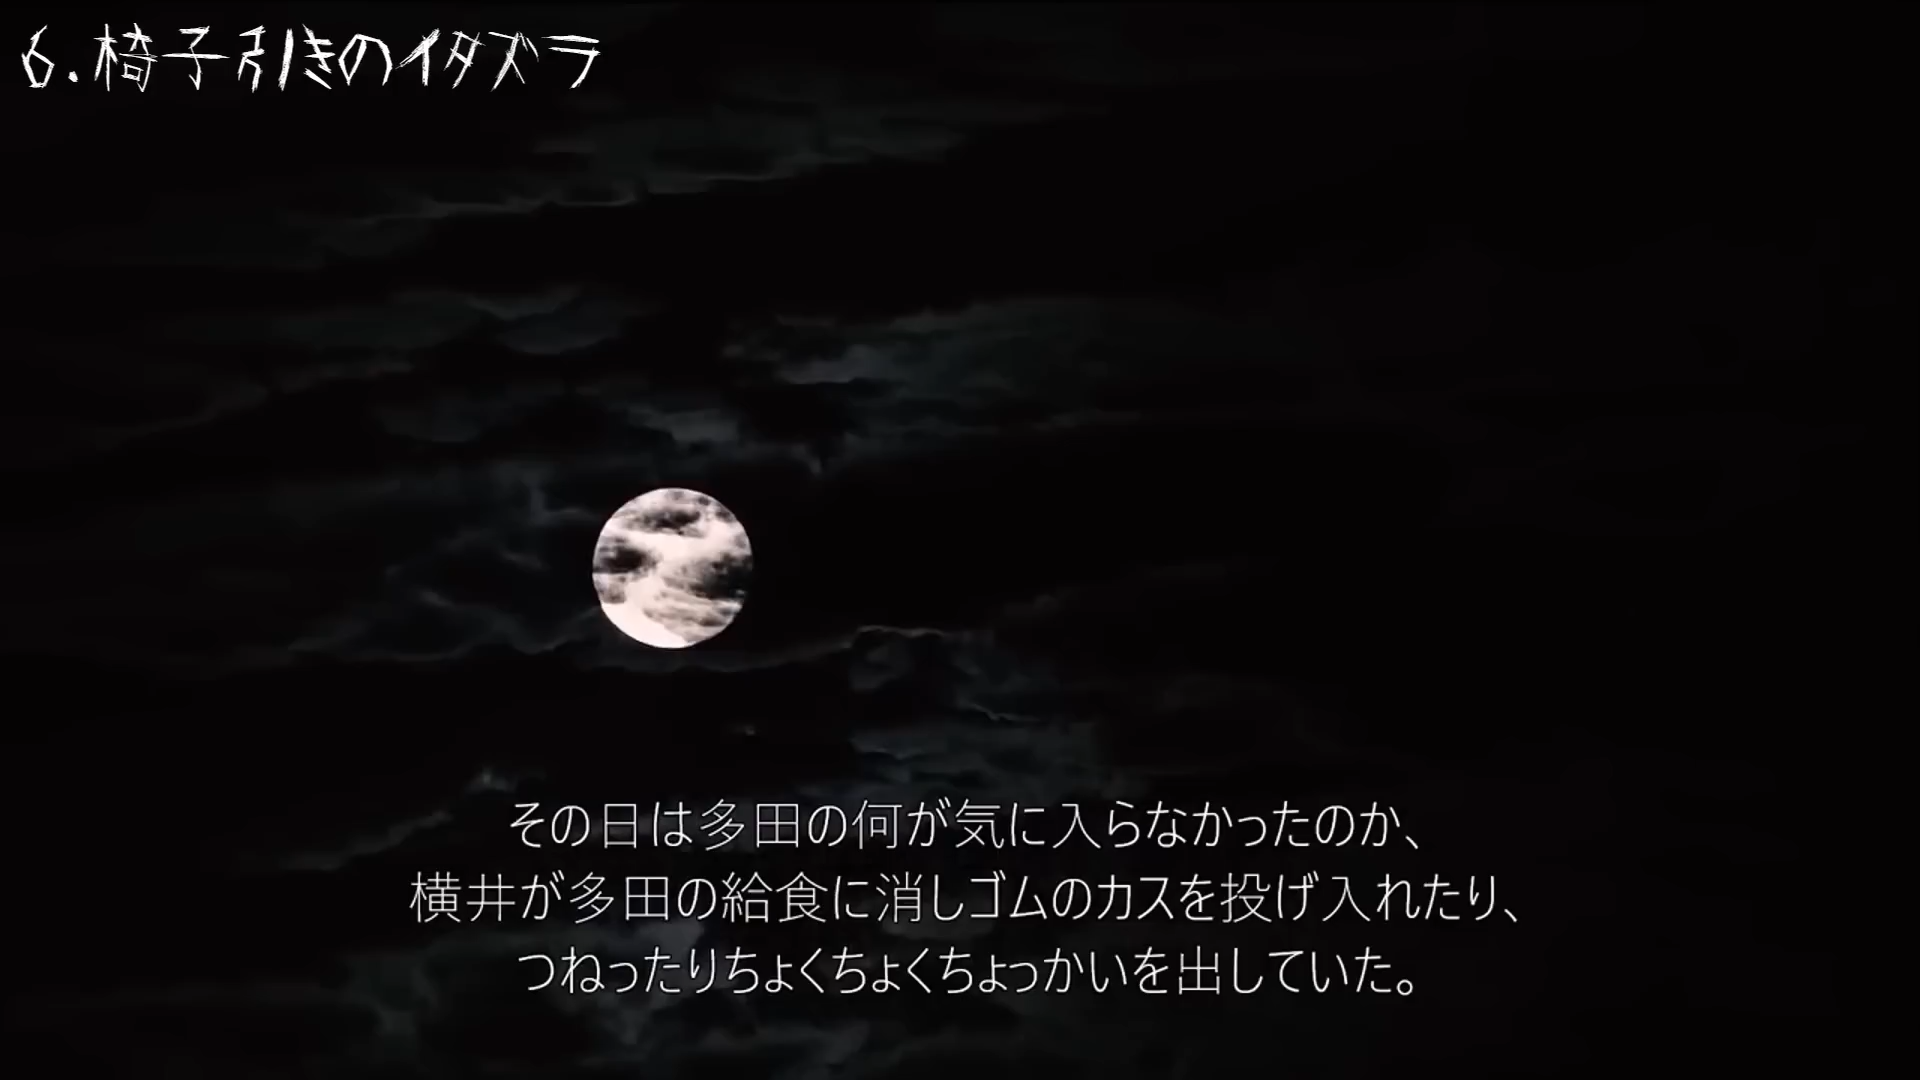 6.椅子引きのイタズラ
その日は多田の何が気に入らなかったのか、
横井が多田の給食に消しゴムのカスを投げ入れたり、
つねったりちょくちょくちょっかいを出していた。